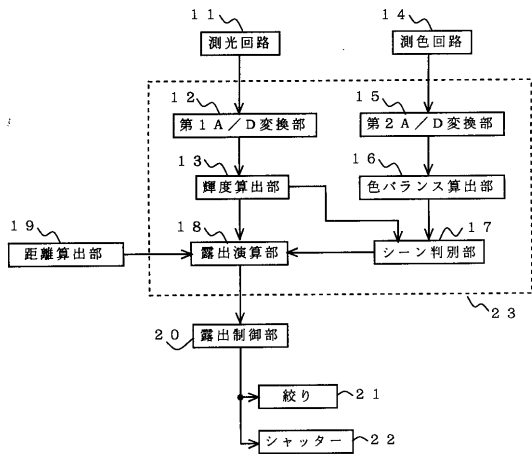 11
測光回路
14
測色回路
12
第1A/D変換部
15
第2A/D変換部
13
輝度算出部
16
色バランス算出部
19
距離算出部
18
露出演算部
17
シーン判別部
23
20
露出制御部
絞り
21
シャッター
22